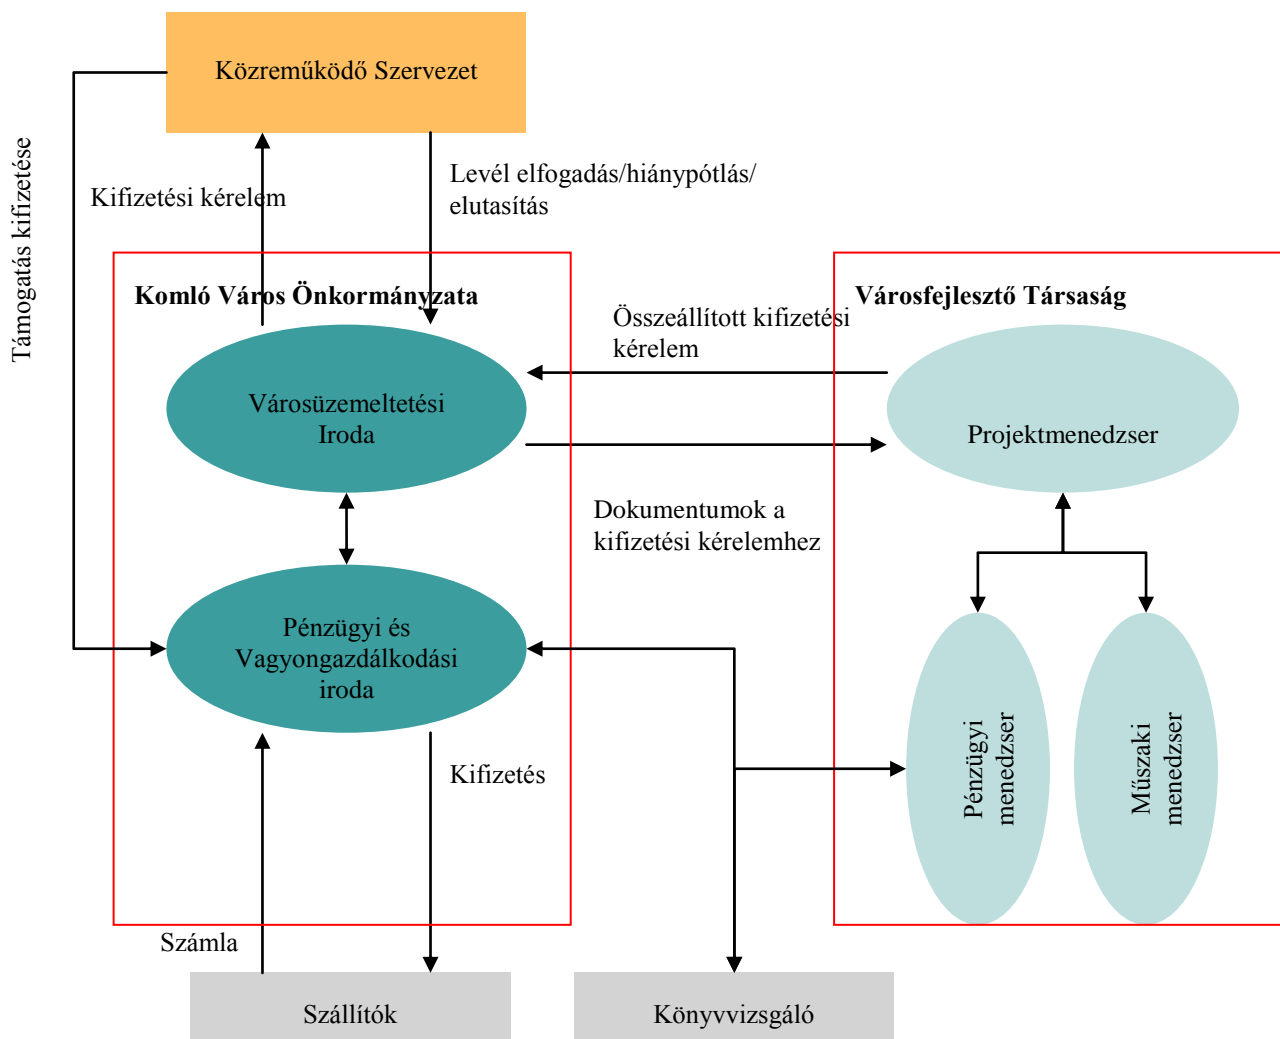 Közreműködő Szervezet
Támogatás kifizetése
Kifizetési kérelem
Levél elfogadás/hiánypótlás/
elutasítás
Komló Város Önkormányzata
Városfejlesztő Társaság
Összeállított kifizetési
kérelem
Városüzemeltetési
Iroda
Projektmenedzser
Dokumentumok a
kifizetési kérelemhez
Pénzügyi és
Vagyongazdálkodási
iroda
Pénzügyi
menedzser
Műszaki
menedzser
Kifizetés
Számla
Szállítók
Könyvvizsgáló